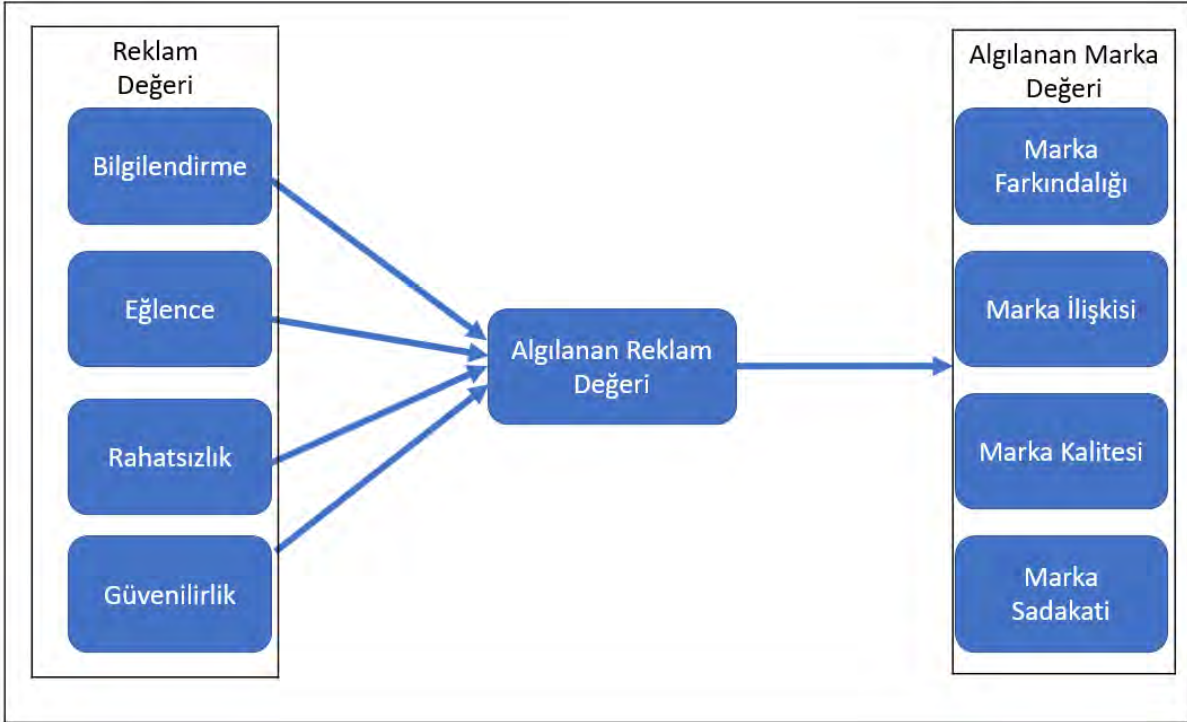 Reklam
Değeri
Bilgilendirme
Eğlence
Rahatsızlık
Güvenilirlik
Algılanan Reklam
Değeri
Algılanan Marka
Değeri
Marka
Farkındalığı
Marka İlişkisi
Marka Kalitesi
Marka
Sadakati